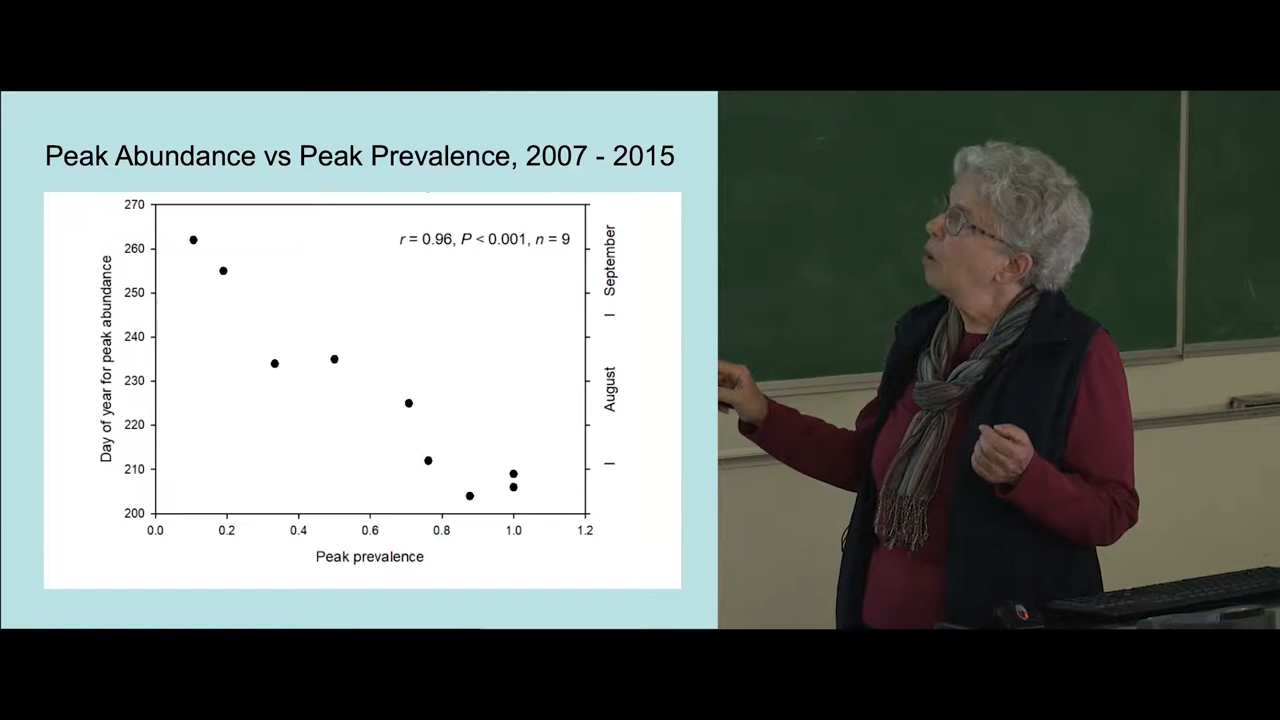 Peak Abundance vs Peak Prevalence, 2007 - 2015
270
260
250
240
230
220
210
200
Day of year for peak abundance
r = 0.96, P < 0.001, n = 9
September
August
0.0 0.2 0.4 0.6 0.8 1.0 1.2
Peak prevalence